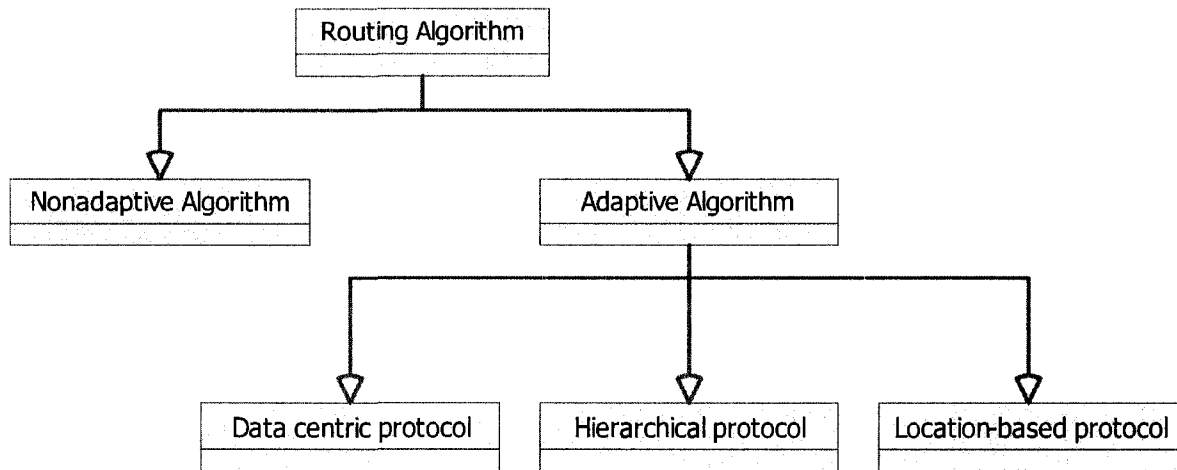 Routing Algorithm
Nonadaptive Algorithm
Adaptive Algorithm
Data centric protocol
Hierarchical protocol
Location-based protocol